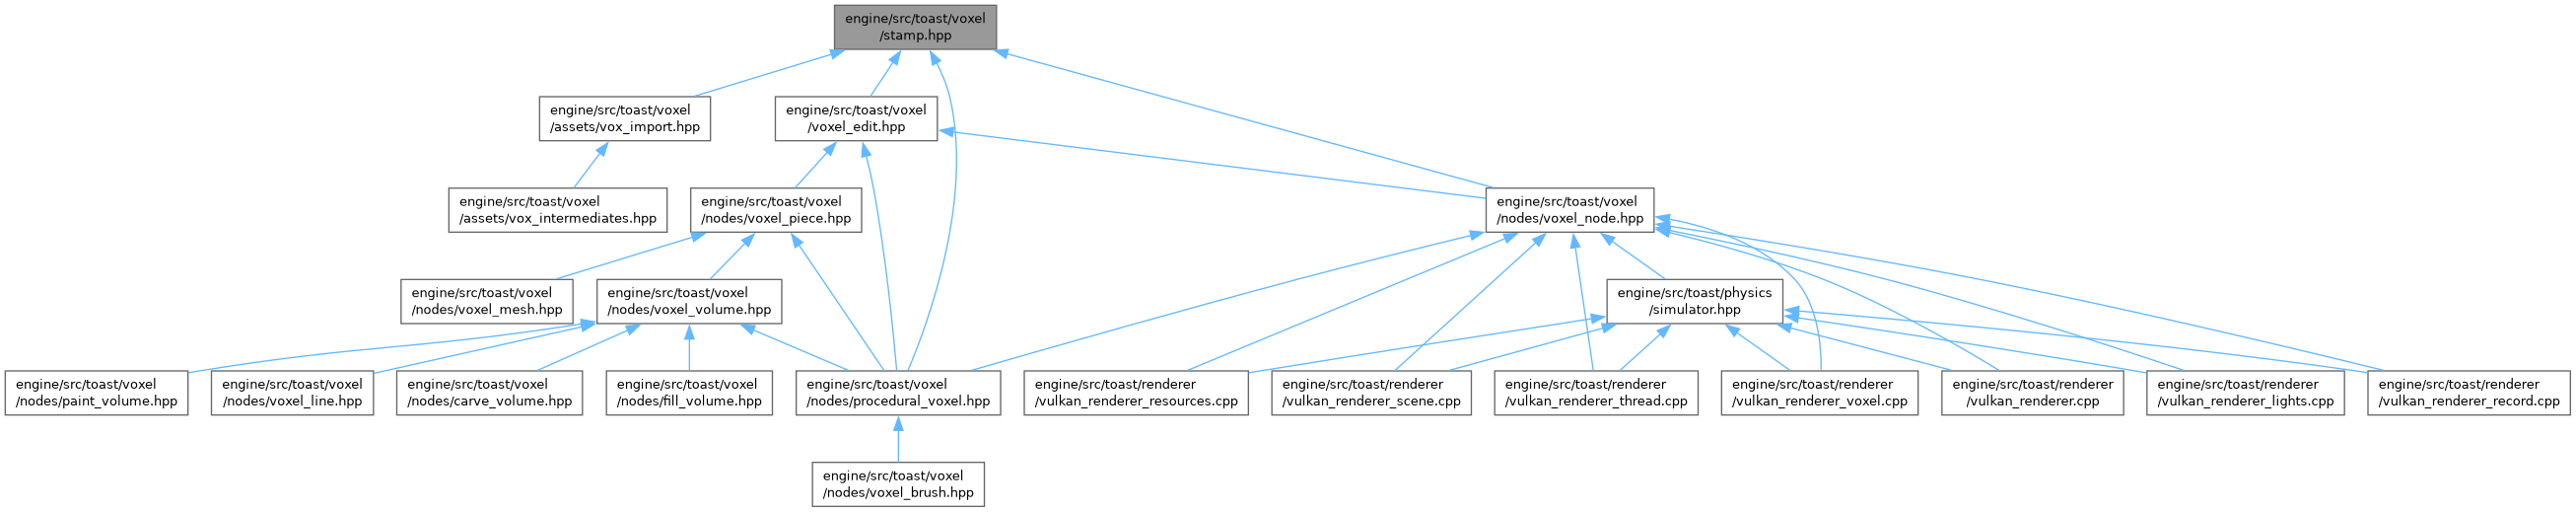 engine/src/toast/voxel
/stamp.hpp
engine/src/toast/voxel
/assets/vox_import.hpp
engine/src/toast/voxel
/voxel_edit.hpp
engine/src/toast/voxel
/assets/vox_intermediates.hpp
engine/src/toast/voxel
/nodes/voxel_piece.hpp
engine/src/toast/voxel
/nodes/voxel_node.hpp
engine/src/toast/voxel
/nodes/voxel_mesh.hpp
engine/src/toast/voxel
/nodes/voxel_volume.hpp
engine/src/toast/physics
/simulator.hpp
engine/src/toast/voxel
/nodes/paint_volume.hpp
engine/src/toast/voxel
/nodes/voxel_line.hpp
engine/src/toast/voxel
/nodes/carve_volume.hpp
engine/src/toast/voxel
/nodes/fill_volume.hpp
engine/src/toast/voxel
/nodes/procedural_voxel.hpp
engine/src/toast/renderer
/vulkan_renderer_resources.cpp
engine/src/toast/renderer
/vulkan_renderer_scene.cpp
engine/src/toast/renderer
/vulkan_renderer_thread.cpp
engine/src/toast/renderer
/vulkan_renderer_voxel.cpp
engine/src/toast/renderer
/vulkan_renderer.cpp
engine/src/toast/renderer
/vulkan_renderer_lights.cpp
engine/src/toast/renderer
/vulkan_renderer_record.cpp
engine/src/toast/voxel
/nodes/voxel_brush.hpp